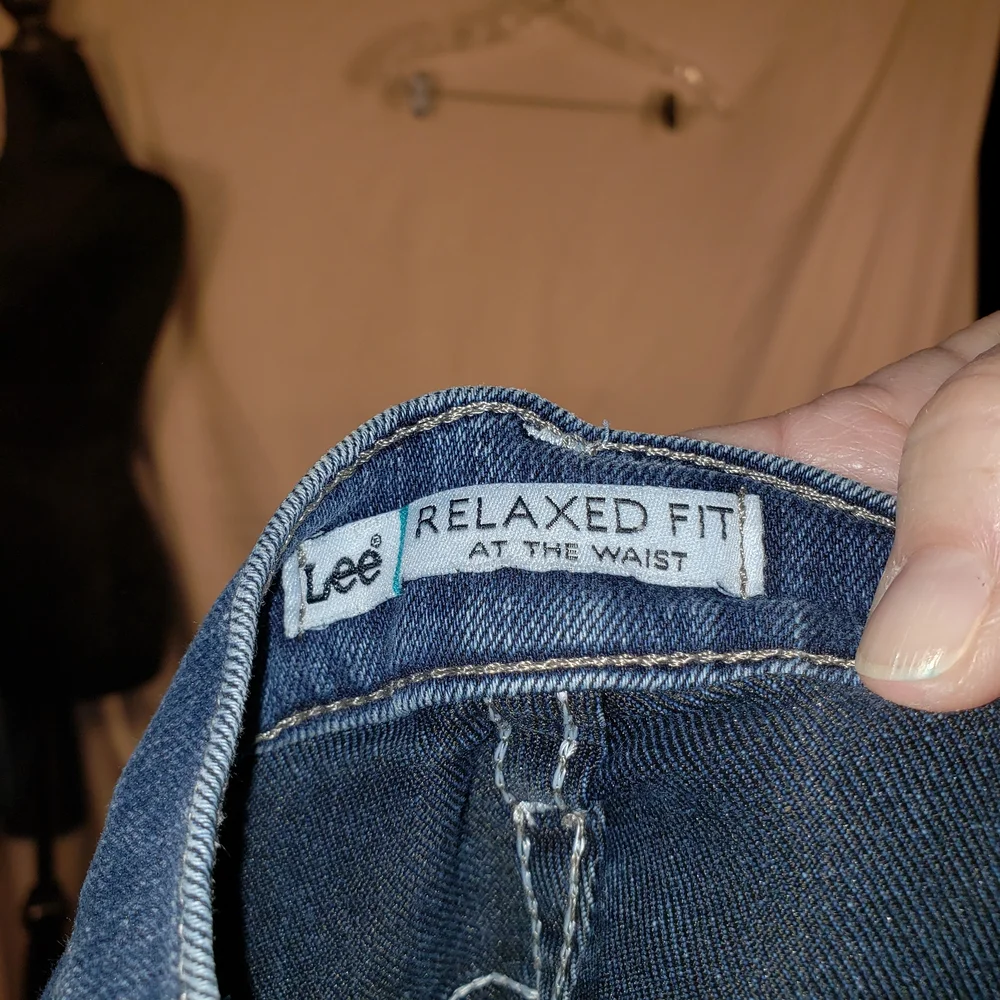 Lee®
RELAXED FIT
AT THE WAIST